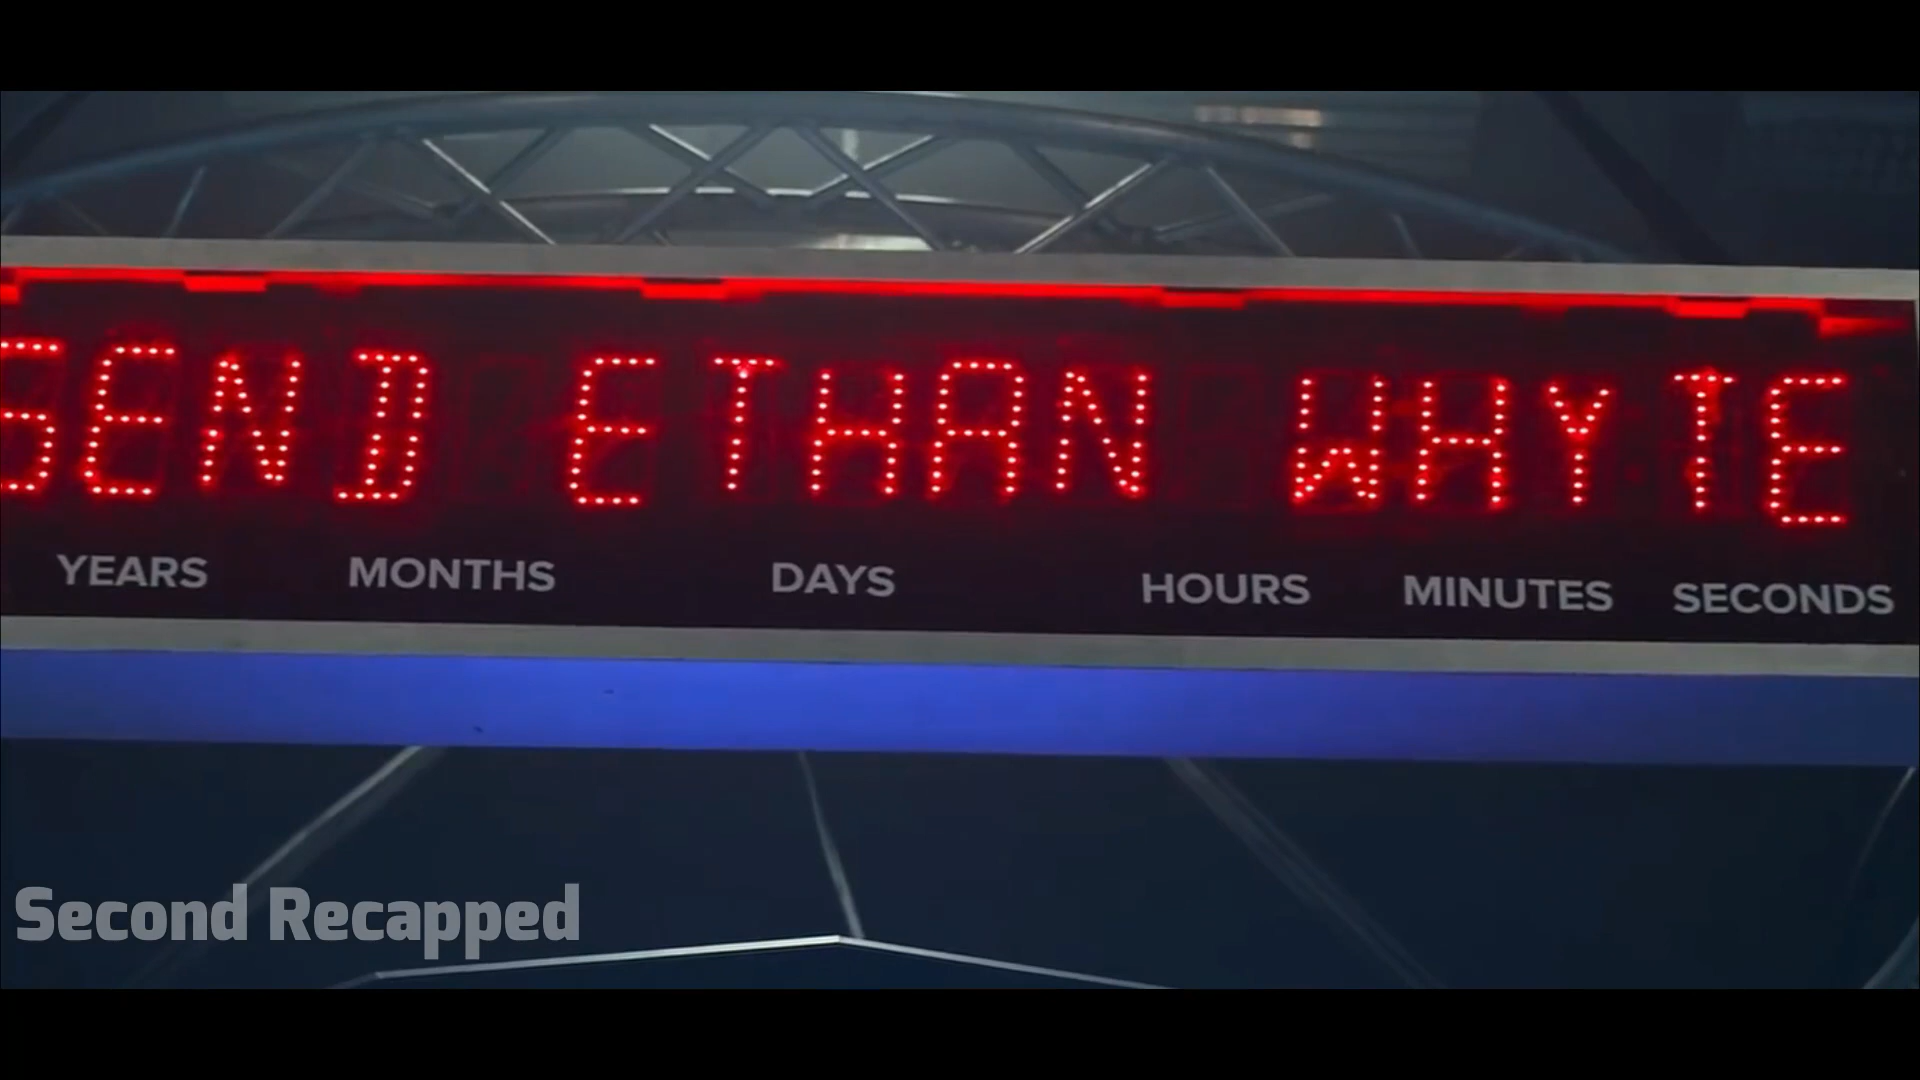 SEND ETHAN WHYTE
YEARS MONTHS DAYS HOURS MINUTES SECONDS
Second Recapped